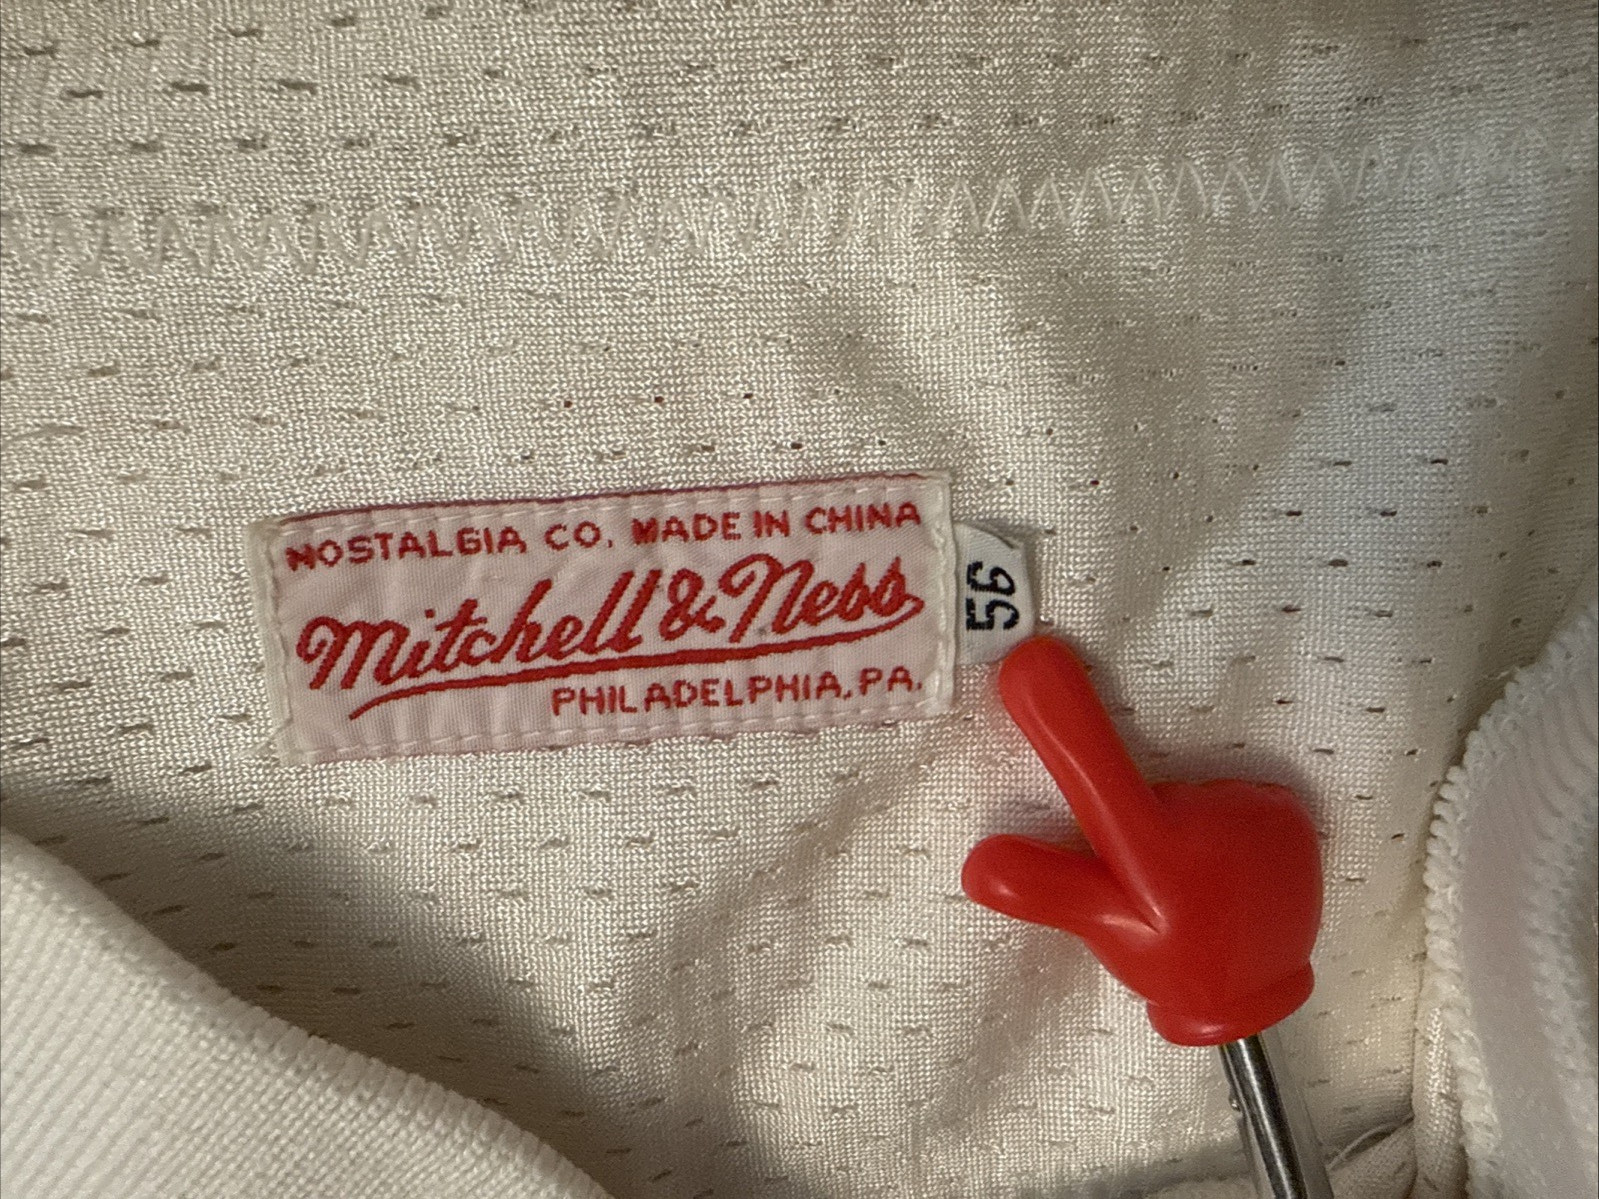 NOSTALGIA CO. MADE IN CHINA
Mitchell & Ness
PHILADELPHIA, PA.
56